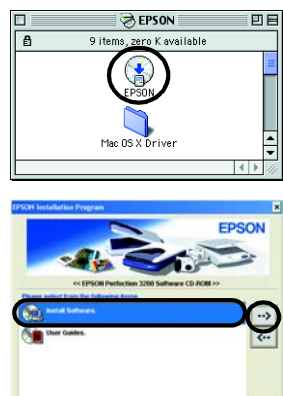 EPSON
9 items, zero K available
EPSON
Mac OS X Driver
EPSON Installation Program
EPSON
<< EPSON Perfection 3200 Software CD-ROM >>
Please select from the following items
Install Software.
User Guides.